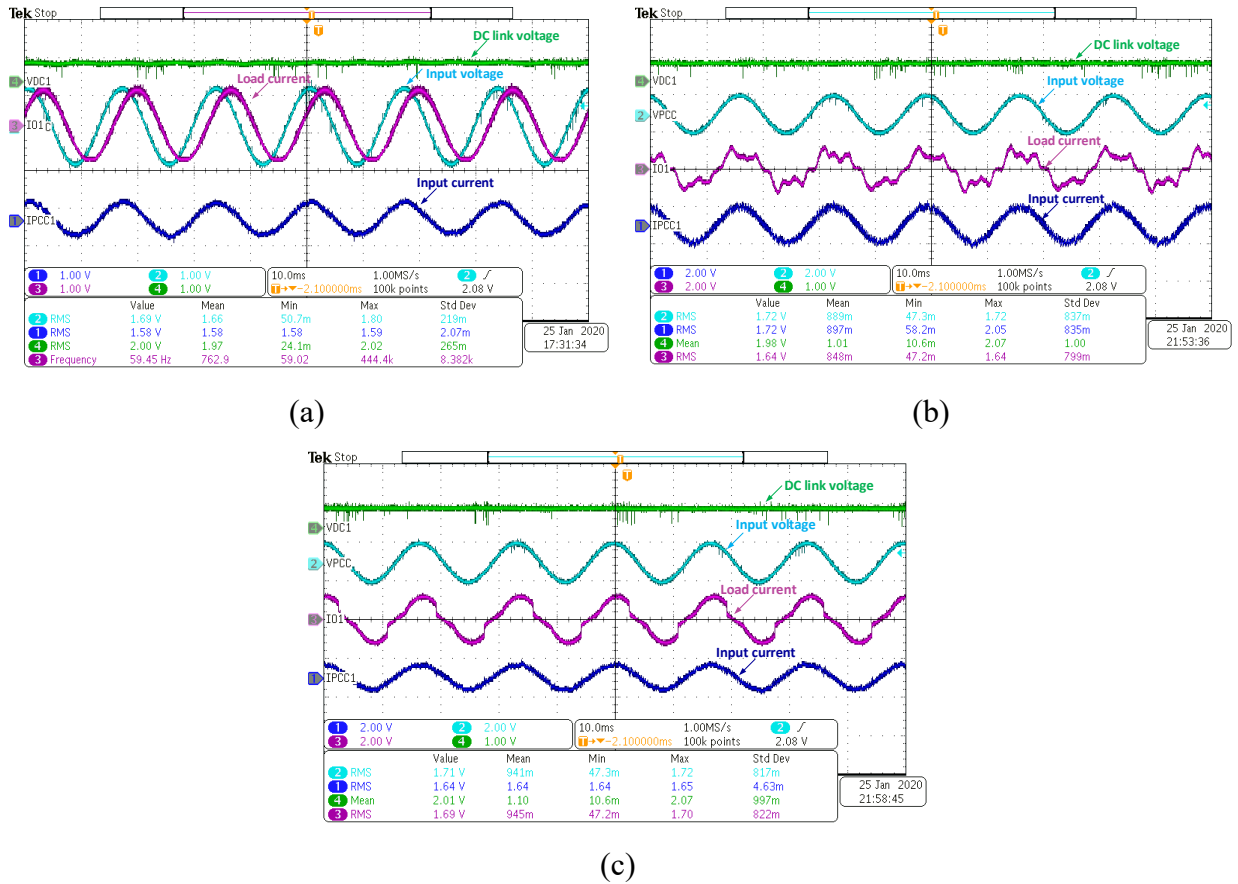 Tek Stop
T
T
DC link voltage
4 VDC1
Load current
Input voltage
3 IO1
Input current
1 IPCC1
1 1.00 V 2 1.00 V 10.0ms 1.00MS/s 2
3 1.00 V 4 1.00 V T→▼−2.100000ms 100k points 2.08 V
Value Mean Min Max Std Dev
2 RMS 1.69 V 1.66 50.7m 1.80 219m
1 RMS 1.58 V 1.58 1.58 1.59 2.07m
4 RMS 2.00 V 1.97 24.1m 2.02 265m
3 Frequency 59.45 Hz 762.9 59.02 444.4k 8.382k
25 Jan 2020
17:31:34
(a)
Tek Stop
T
T
DC link voltage
4 VDC1
Input voltage
2 VPCC
Load current
3 IO1
Input current
1 IPCC1
1 2.00 V 2 2.00 V 10.0ms 1.00MS/s 2
3 2.00 V 4 1.00 V T→▼−2.100000ms 100k points 2.08 V
Value Mean Min Max Std Dev
2 RMS 1.72 V 889m 47.3m 1.72 837m
1 RMS 1.72 V 897m 58.2m 2.05 835m
4 Mean 1.98 V 1.01 10.6m 2.07 1.00
3 RMS 1.64 V 848m 47.2m 1.64 799m
25 Jan 2020
21:53:36
(b)
Tek Stop
T
T
DC link voltage
4 VDC1
Input voltage
2 VPCC
Load current
3 IO1
Input current
1 IPCC1
1 2.00 V 2 2.00 V 10.0ms 1.00MS/s 2
3 2.00 V 4 1.00 V T→▼−2.100000ms 100k points 2.08 V
Value Mean Min Max Std Dev
2 RMS 1.71 V 941m 47.3m 1.72 817m
1 RMS 1.64 V 1.64 1.64 1.65 4.63m
4 Mean 2.01 V 1.10 10.6m 2.07 997m
3 RMS 1.69 V 945m 47.2m 1.70 822m
25 Jan 2020
21:58:45
(c)